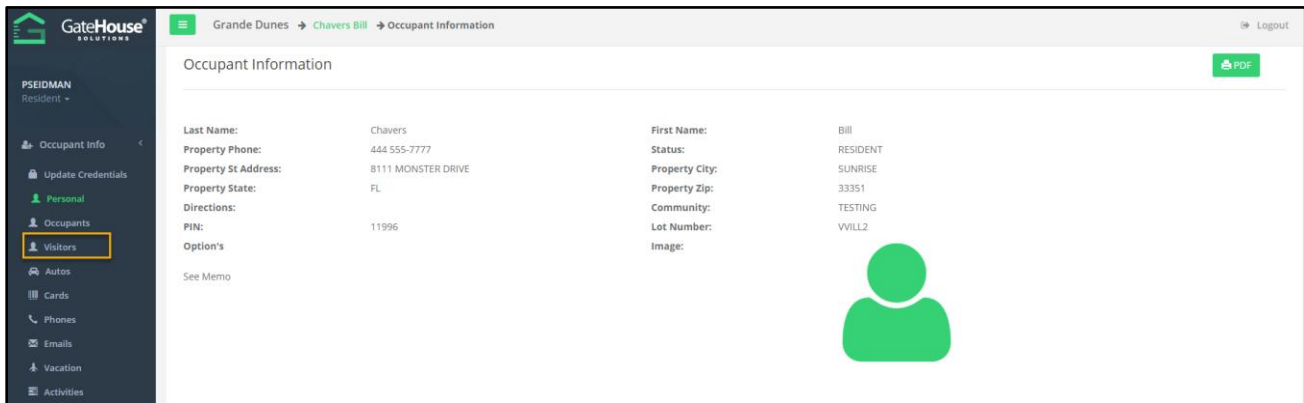 GateHouse®
SOLUTIONS
Grande Dunes → Chavers Bill → Occupant Information
Logout
PSEIDMAN
Resident
Occupant Info
Update Credentials
Personal
Occupants
Visitors
Autos
Cards
Phones
Emails
Vacation
Activities
Occupant Information
PDF
Last Name: Chavers First Name: Bill
Property Phone: 444 555-7777 Status: RESIDENT
Property St Address: 8111 MONSTER DRIVE Property City: SUNRISE
Property State: FL Property Zip: 33351
Directions: Community: TESTING
PIN: 11996 Lot Number: VVILL2
Option's Image:
See Memo